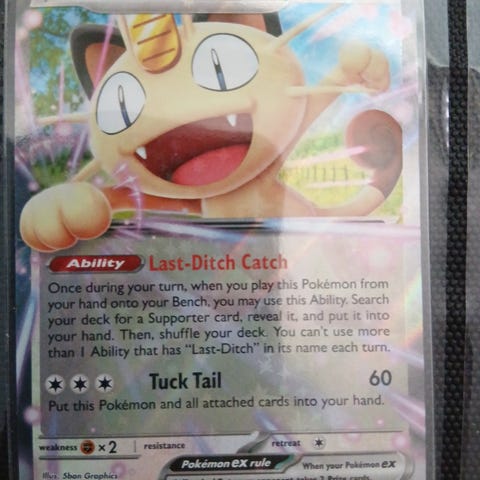 Ability Last-Ditch Catch
Once during your turn, when you play this Pokémon from
your hand onto your Bench, you may use this Ability. Search
your deck for a Supporter card, reveal it, and put it into
your hand. Then, shuffle your deck. You can't use more
than 1 Ability that has "Last-Ditch" in its name each turn.
Tuck Tail 60
Put this Pokémon and all attached cards into your hand.
weakness ×2 resistance retreat
Pokémon ex rule When your Pokémon ex
Illus. 5ban Graphics
takes 2 Prize cards.